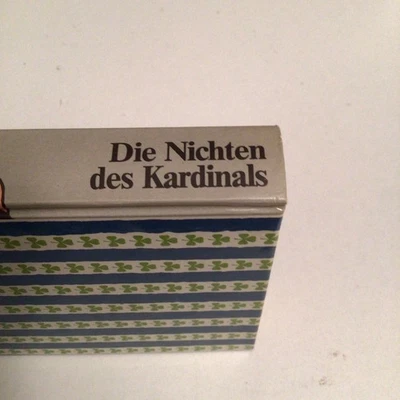 Die Nichten
des Kardinals